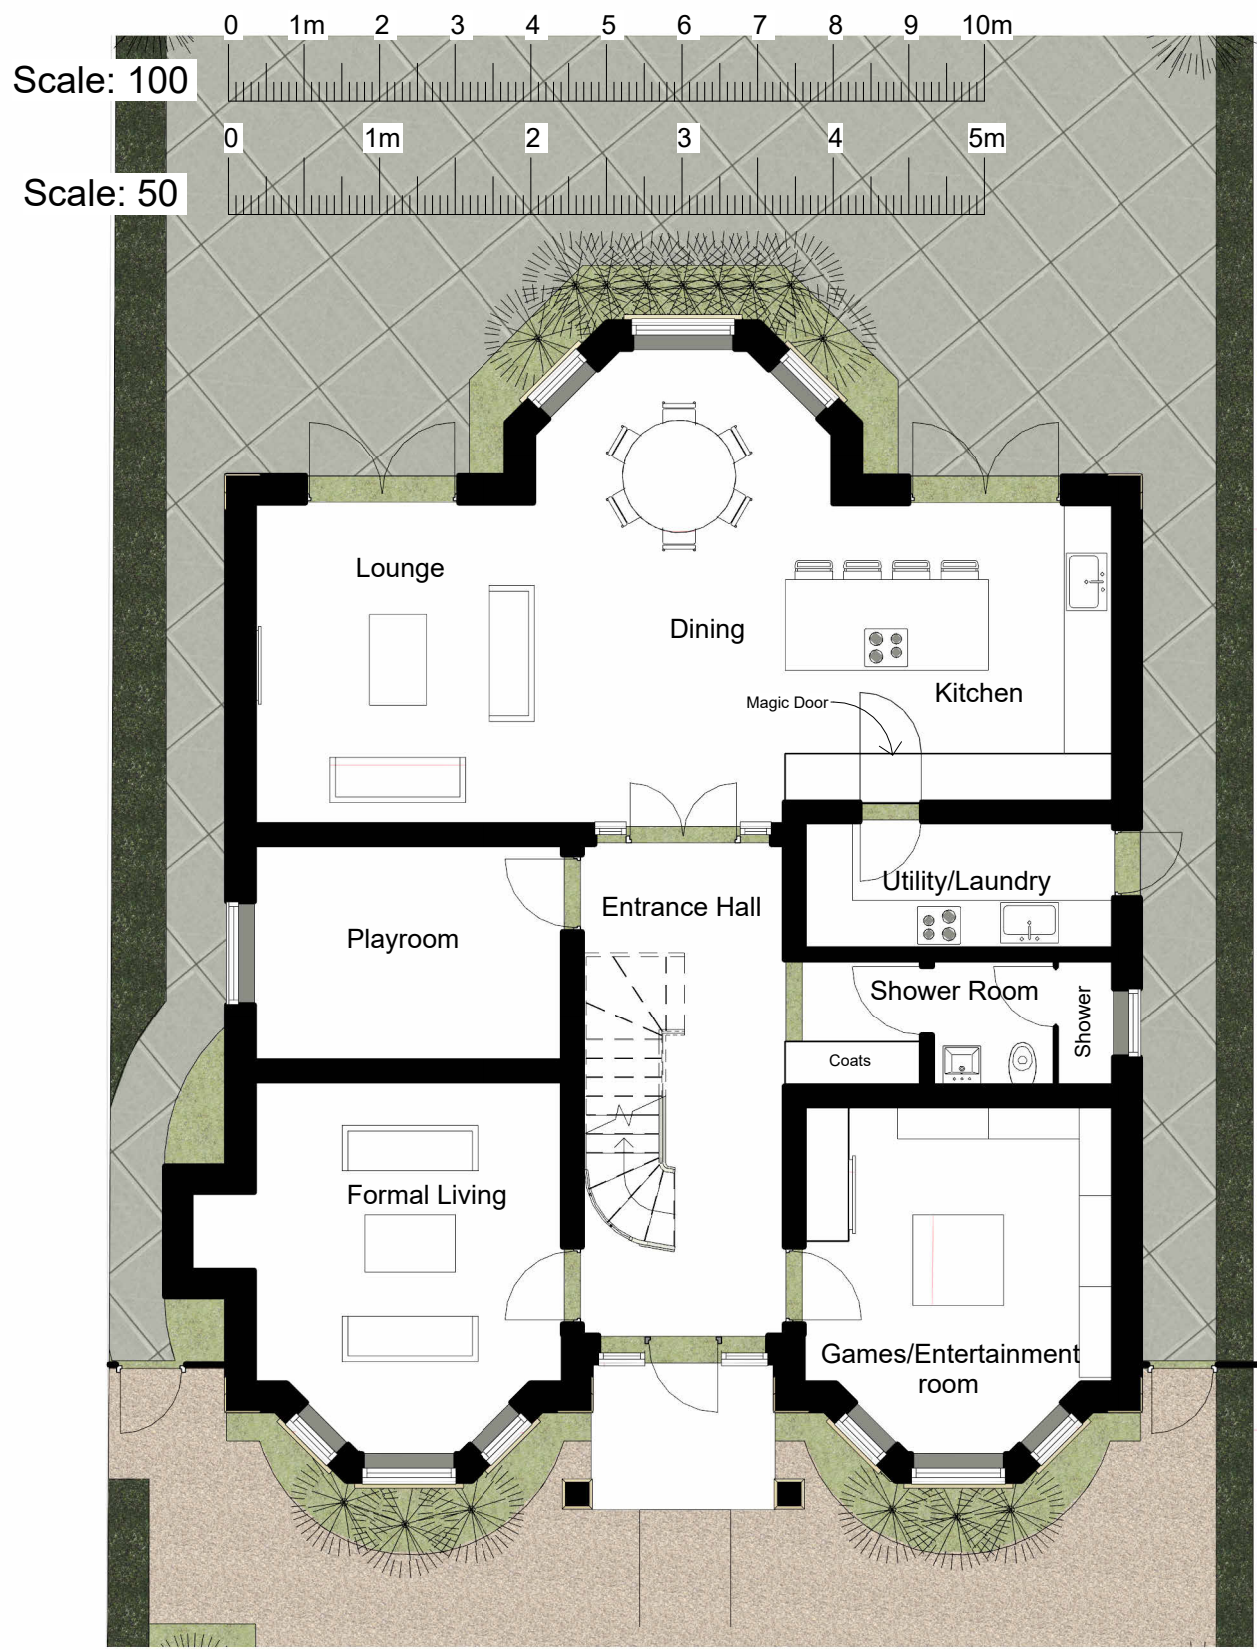 0 1m 2 3 4 5 6 7 8 9 10m
Scale: 100
0 1m 2 3 4 5m
Scale: 50
Lounge
Dining
Kitchen
Magic Door
Utility/Laundry
Entrance Hall
Playroom
Shower Room
Shower
Coats
Formal Living
Games/Entertainment
room